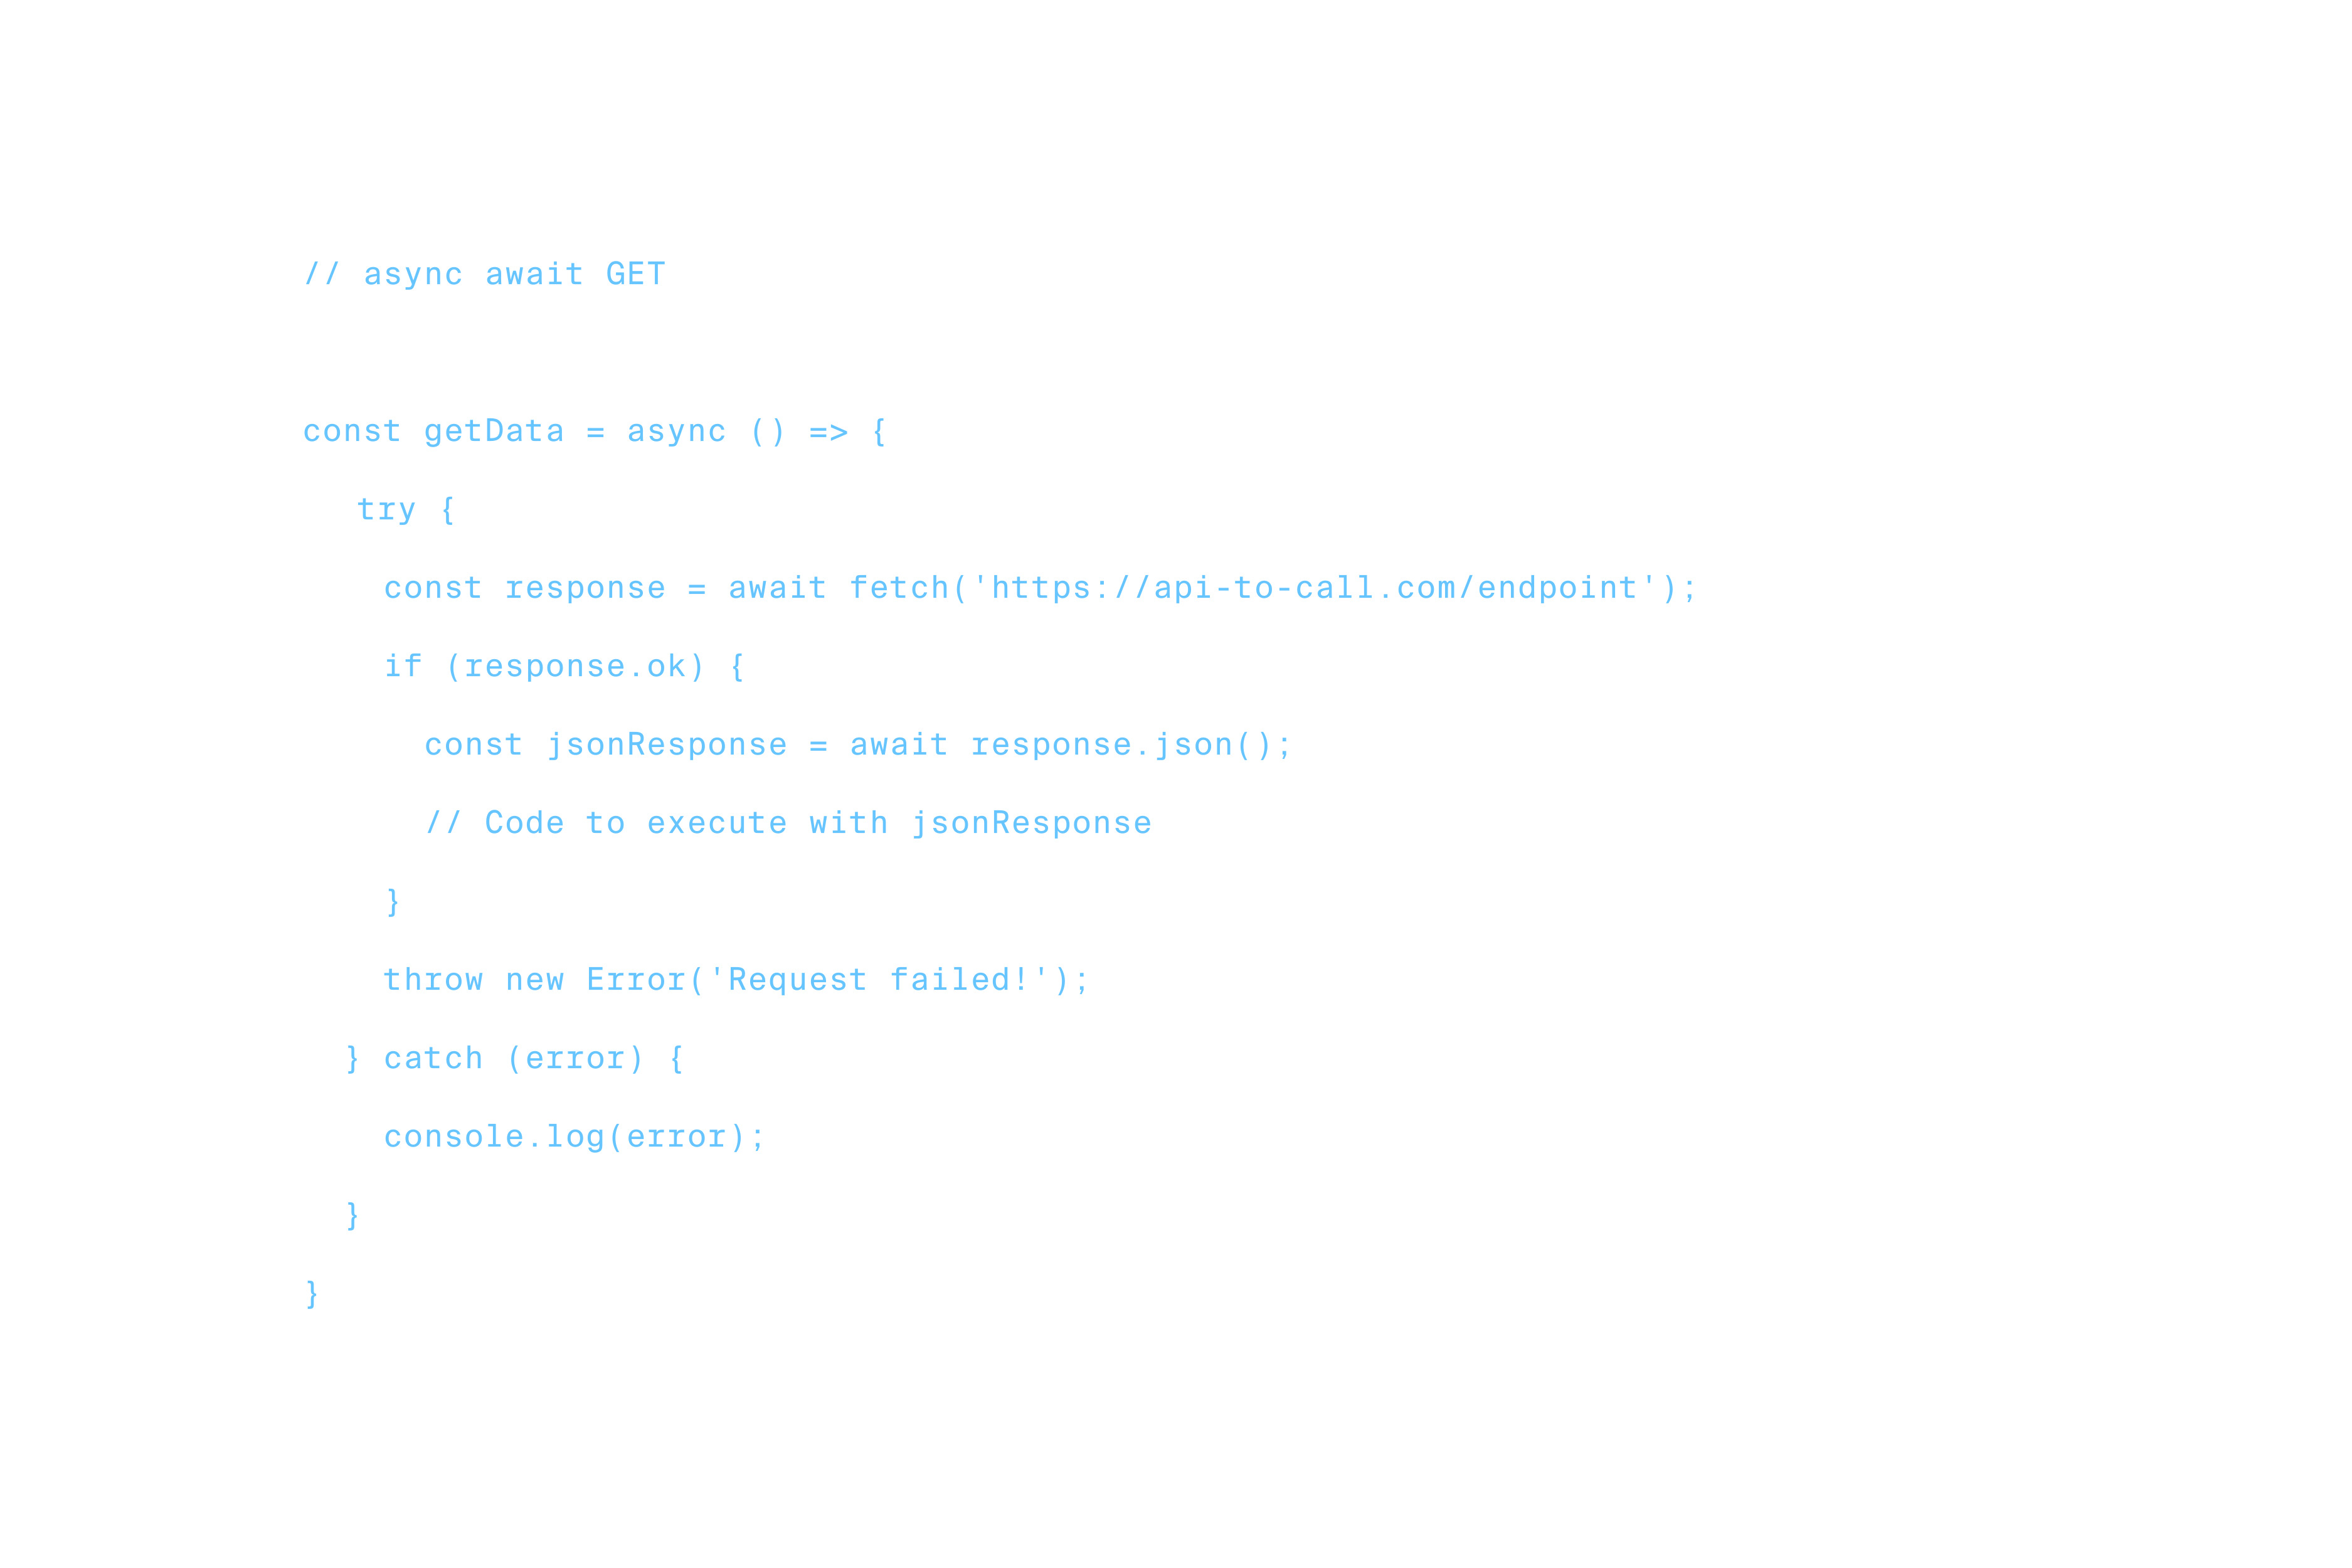 // async await GET
const getData = async () => {
try {
const response = await fetch('https://api-to-call.com/endpoint');
if (response.ok) {
const jsonResponse = await response.json();
// Code to execute with jsonResponse
}
throw new Error('Request failed!');
} catch (error) {
console.log(error);
}
}